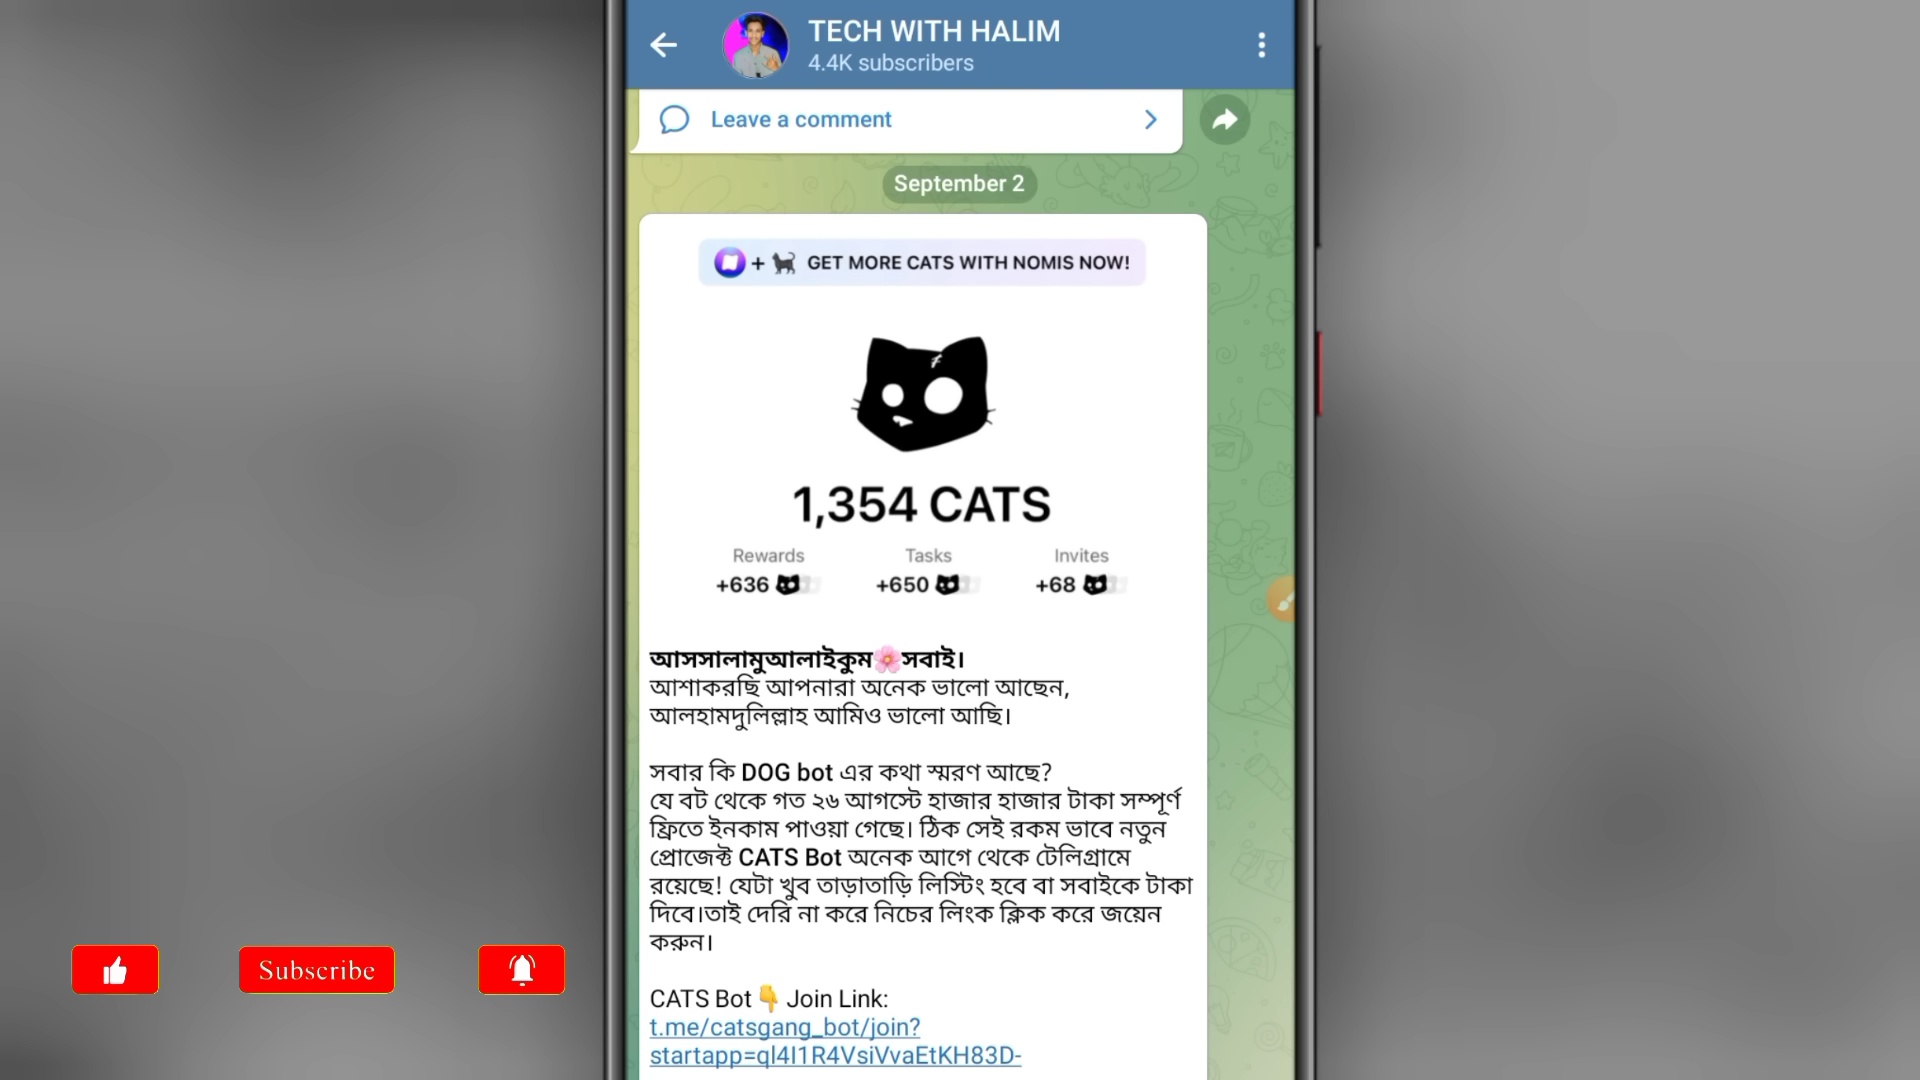 TECH WITH HALIM
4.4K subscribers
Leave a comment
September 2
+ GET MORE CATS WITH NOMIS NOW!
1,354 CATS
Rewards Tasks Invites
+636 +650 +68
আসসালামুআলাইকুম🌸সবাই।
আশাকরছি আপনারা অনেক ভালো আছেন,
আলহামদুলিল্লাহ আমিও ভালো আছি।
সবার কি DOG bot এর কথা স্মরণ আছে?
যে বট থেকে গত ২৬ আগস্টে হাজার হাজার টাকা সম্পূর্ণ
ফ্রিতে ইনকাম পাওয়া গেছে। ঠিক সেই রকম ভাবে নতুন
প্রোজেক্ট CATS Bot অনেক আগে থেকে টেলিগ্রামে
রয়েছে! যেটা খুব তাড়াতাড়ি লিস্টিং হবে বা সবাইকে টাকা
দিবে।তাই দেরি না করে নিচের লিংক ক্লিক করে জয়েন
করুন।
CATS Bot👇 Join Link:
t.me/catsgang_bot/join?
startapp=ql4I1R4VsiVvaEtKH83D-
Subscribe